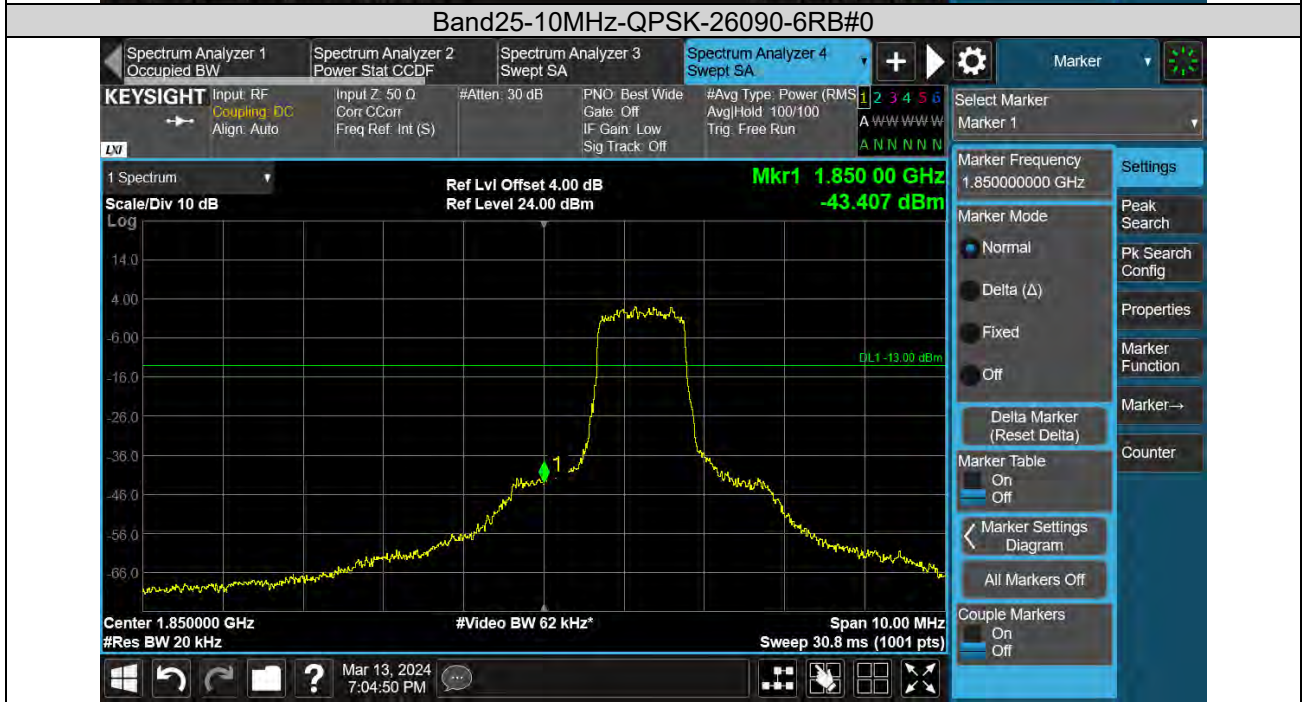 Band25-10MHz-QPSK-26090-6RB#0
Spectrum Analyzer 1
Occupied BW
Spectrum Analyzer 2
Power Stat CCDF
Spectrum Analyzer 3
Swept SA
Spectrum Analyzer 4
Swept SA
Marker
KEYSIGHT
Input: RF
Coupling: DC
Align: Auto
Input Z: 50 Ω
Corr CCorr
Freq Ref: Int (S)
#Atten: 30 dB
PNO: Best Wide
Gate: Off
IF Gain: Low
Sig Track: Off
#Avg Type: Power (RMS
Avg|Hold: 100/100
Trig: Free Run
1 2 3 4 5 6
A W W W W W
A N N N N N
LXI
Select Marker
Marker 1
1 Spectrum
Scale/Div 10 dB
Log
Ref Lvl Offset 4.00 dB
Ref Level 24.00 dBm
Mkr1 1.850 00 GHz
-43.407 dBm
14.0
4.00
-6.00
-16.0
-26.0
-36.0
-46.0
-56.0
-66.0
DL1 -13.00 dBm
1
Center 1.850000 GHz
#Res BW 20 kHz
#Video BW 62 kHz*
Span 10.00 MHz
Sweep 30.8 ms (1001 pts)
Marker Frequency
1.850000000 GHz
Marker Mode
Normal
Delta (Δ)
Fixed
Off
Delta Marker
(Reset Delta)
Marker Table
On
Off
Marker Settings
Diagram
All Markers Off
Couple Markers
On
Off
Settings
Peak
Search
Pk Search
Config
Properties
Marker
Function
Marker→
Counter
?
Mar 13, 2024
7:04:50 PM